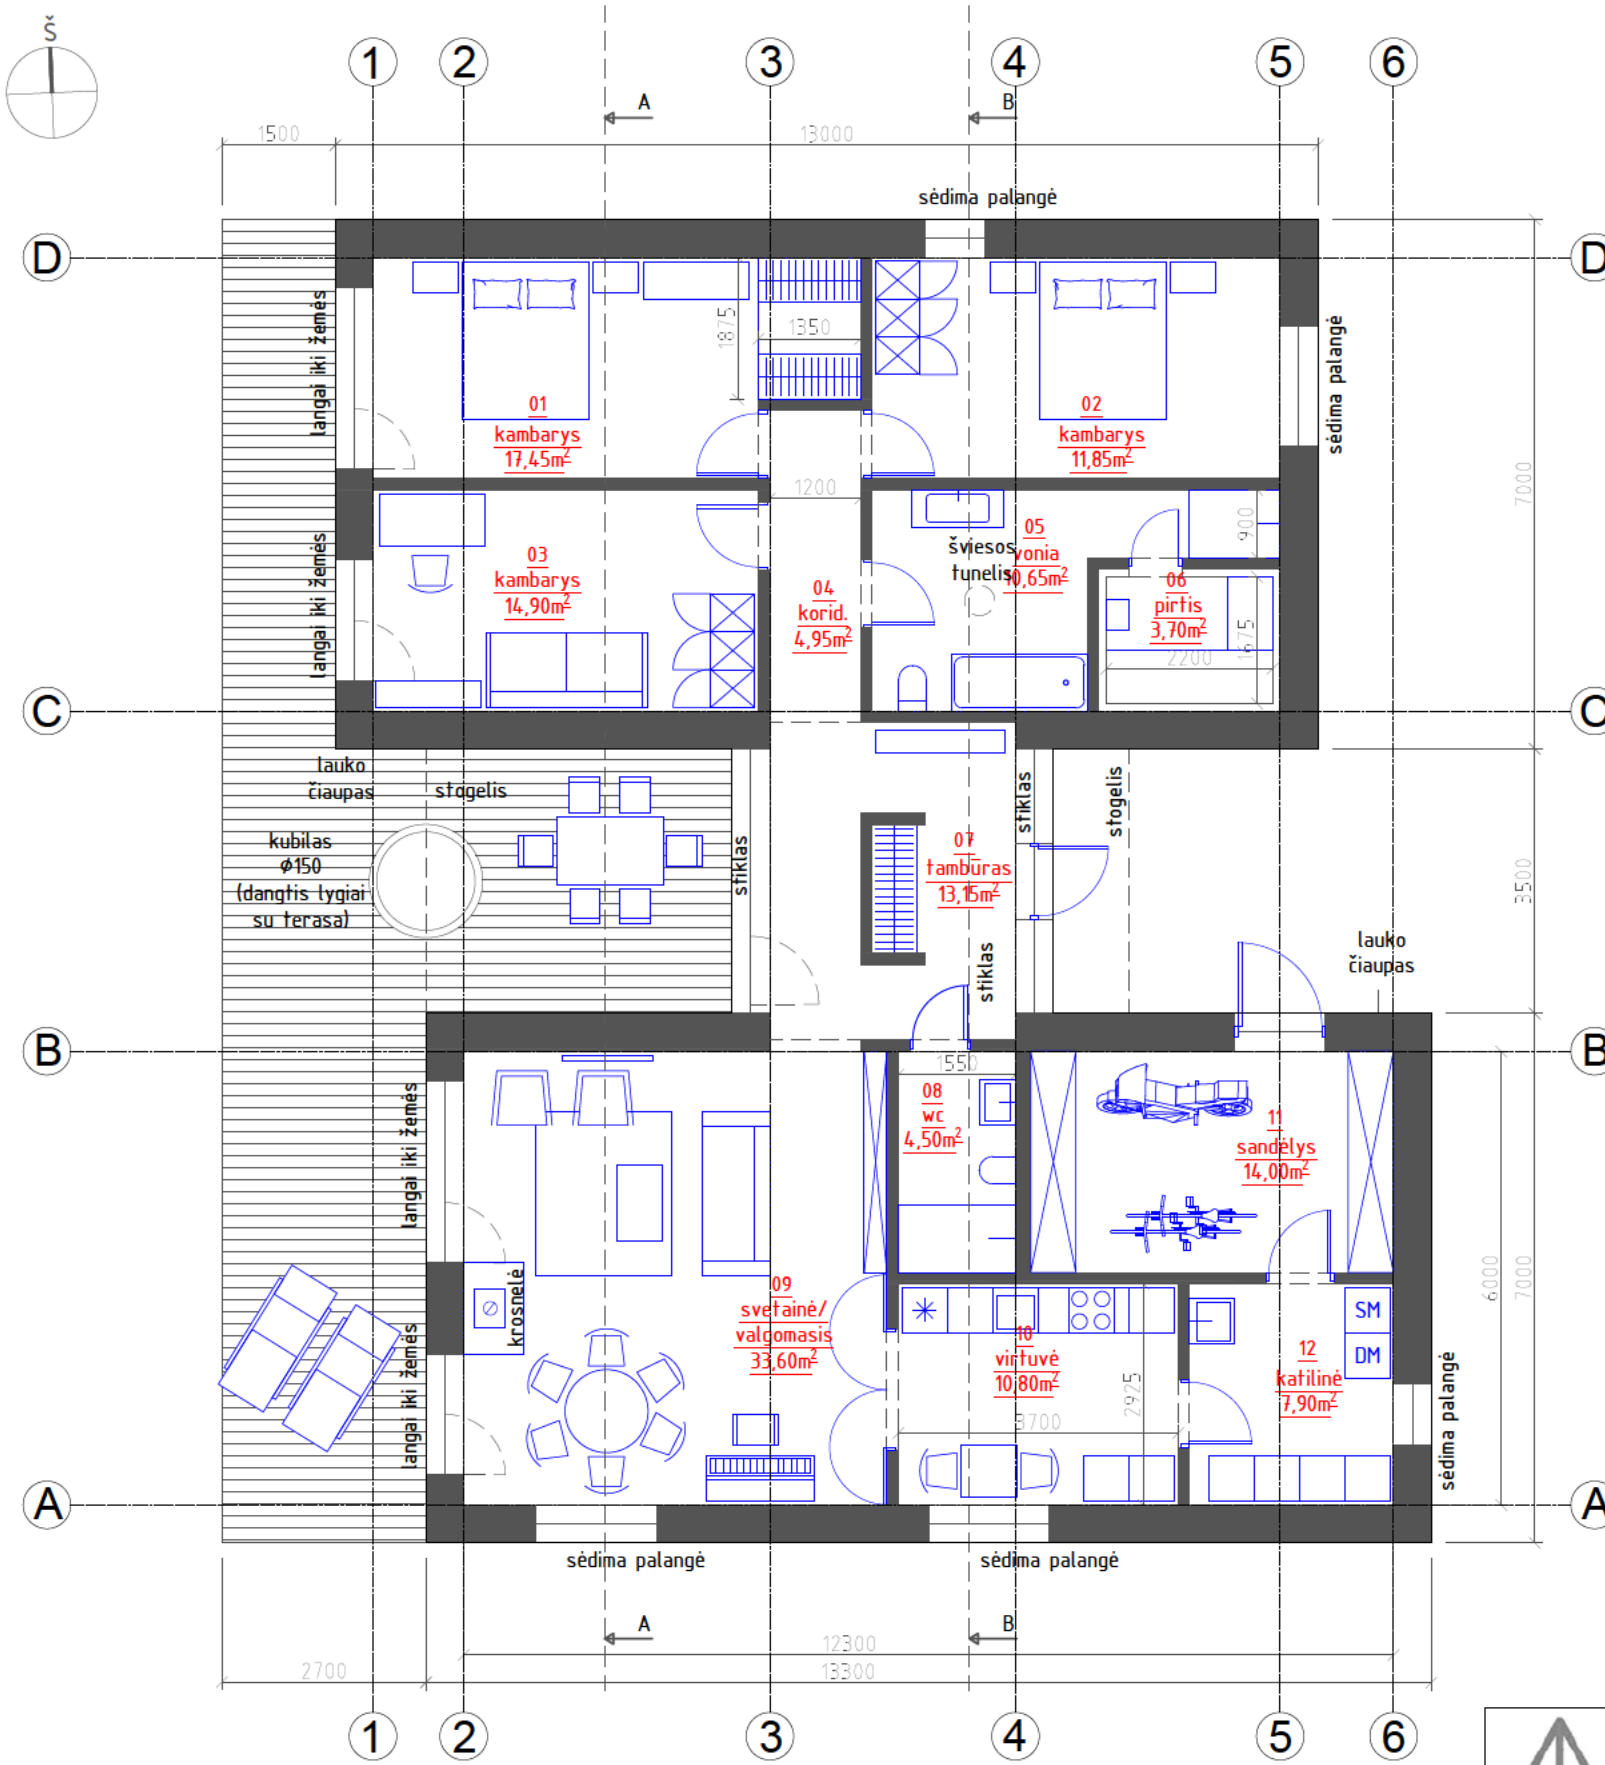 Š
1 2 3 4 5 6
A B
1500 13000
sėdima palangė
D D
langai iki žemės
1875
1350
sėdima palangė
01
kambarys
17,45m²
02
kambarys
11,85m²
7000
1200
900
langai iki žemės
03
kambarys
14,90m²
04
korid.
4,95m²
šviesos
tunelis
05
vonia
10,65m²
06
pirtis
3,70m²
1675
2200
C C
lauko
čiaupas
stogelis
stiklas
stiklas
stogelis
kubilas
φ150
(dangtis lygiai
su terasa)
07
tambūras
13,15m²
3500
stiklas
lauko
čiaupas
B B
1550
langai iki žemės
08
wc
4,50m²
11
sandėlys
14,00m²
6000
7000
krosnelė
09
svetainė/
valgomasis
33,60m²
10
virtuvė
10,80m²
2925
3700
SM
DM
12
katilinė
7,90m²
langai iki žemės
sėdima palangė
A A
sėdima palangė
sėdima palangė
A B
12300
2700 13300
1 2 3 4 5 6